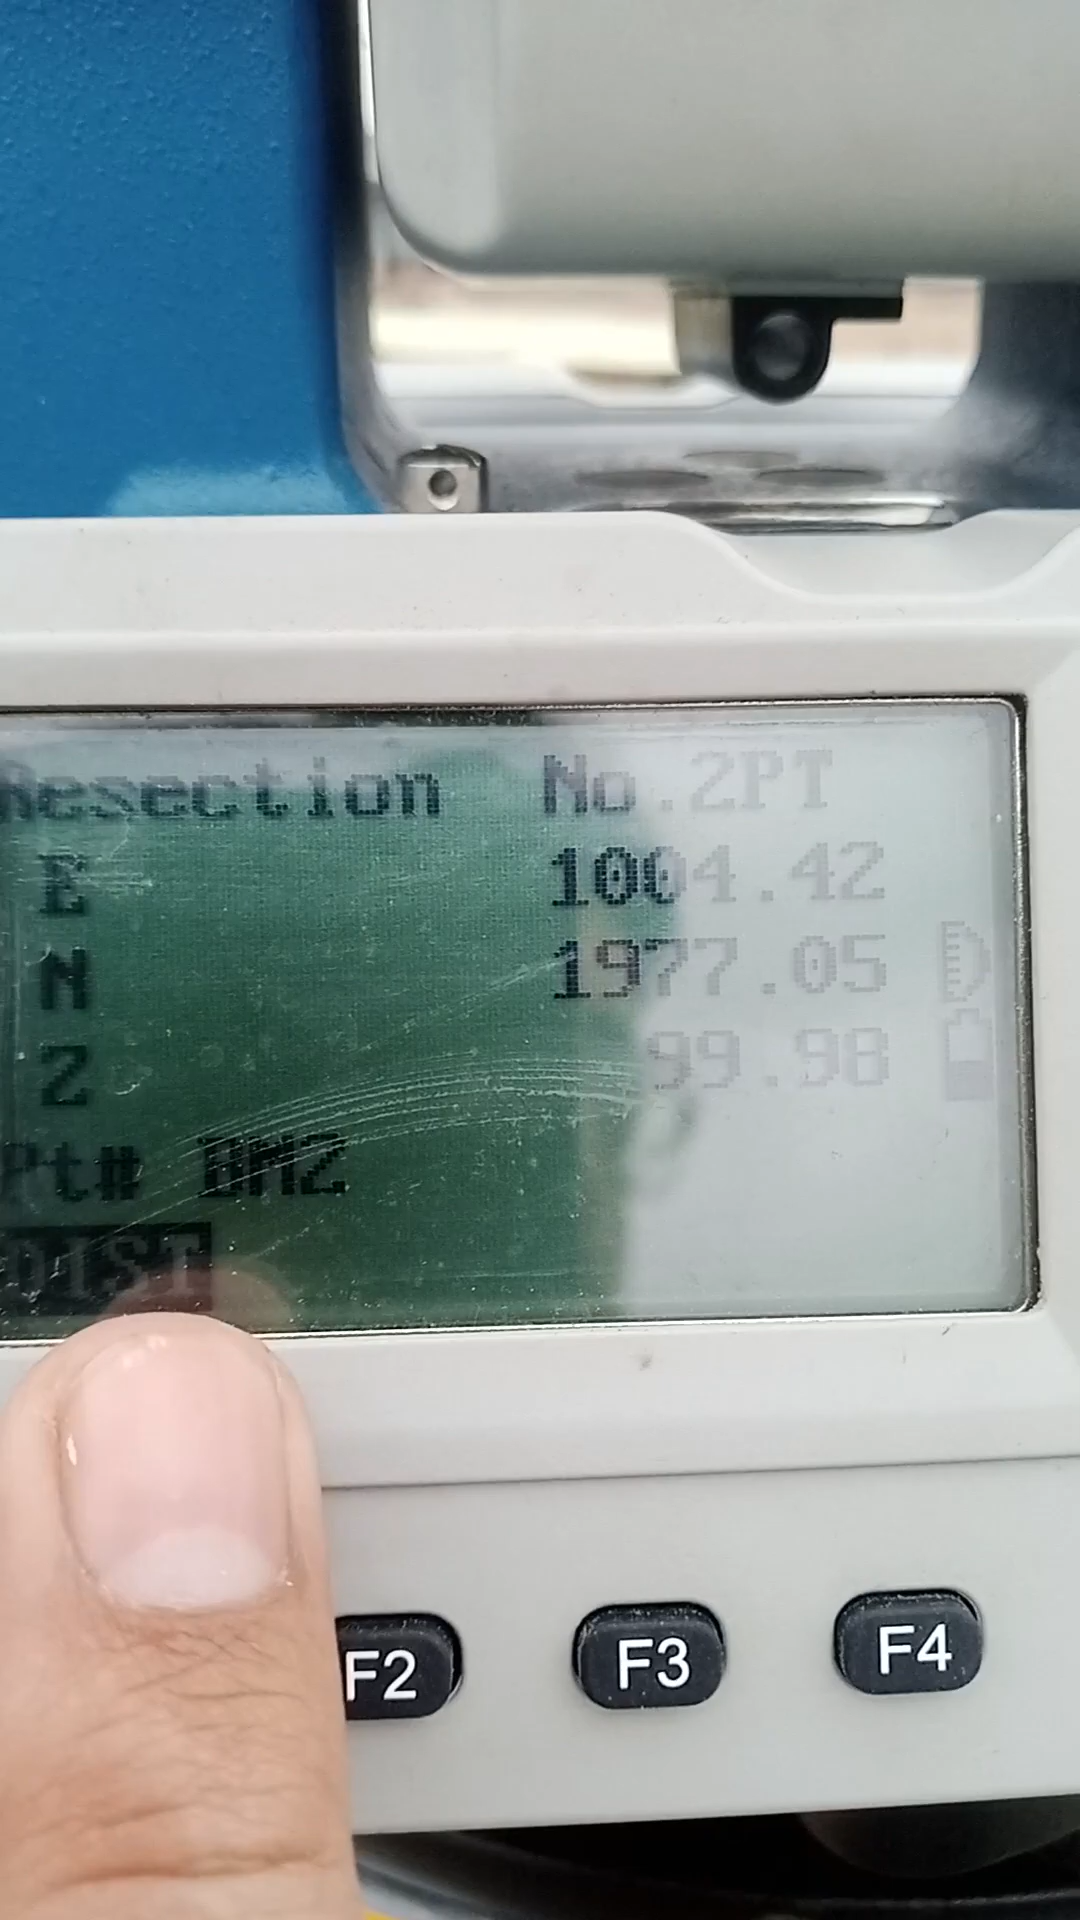 Resection No.2PT
E 1004.42
N 1977.05
Z 99.98
Pt# BM2
DIST
F2 F3 F4